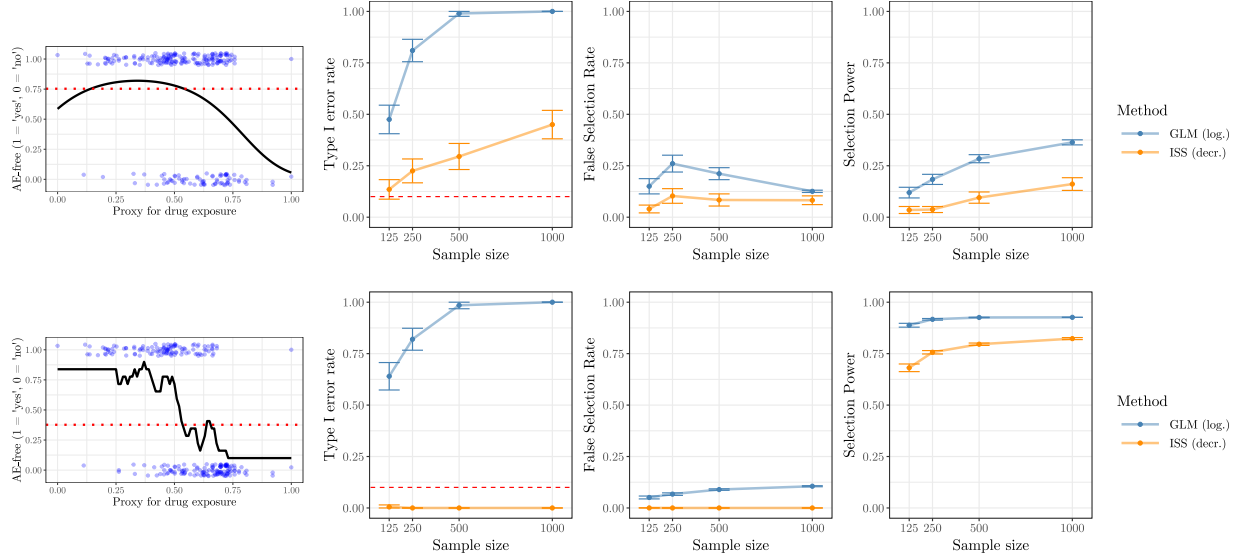 AE-free (1 = 'yes', 0 = 'no')
1.00
0.75
0.50
0.25
0.00
0.00 0.25 0.50 0.75 1.00
Proxy for drug exposure
Type I error rate
1.00
0.75
0.50
0.25
0.00
125 250 500 1000
Sample size
False Selection Rate
1.00
0.75
0.50
0.25
0.00
125 250 500 1000
Sample size
Selection Power
1.00
0.75
0.50
0.25
0.00
125 250 500 1000
Sample size
Method
GLM (log.)
ISS (decr.)
AE-free (1 = 'yes', 0 = 'no')
1.00
0.75
0.50
0.25
0.00
0.00 0.25 0.50 0.75 1.00
Proxy for drug exposure
Type I error rate
1.00
0.75
0.50
0.25
0.00
125 250 500 1000
Sample size
False Selection Rate
1.00
0.75
0.50
0.25
0.00
125 250 500 1000
Sample size
Selection Power
1.00
0.75
0.50
0.25
0.00
125 250 500 1000
Sample size
Method
GLM (log.)
ISS (decr.)